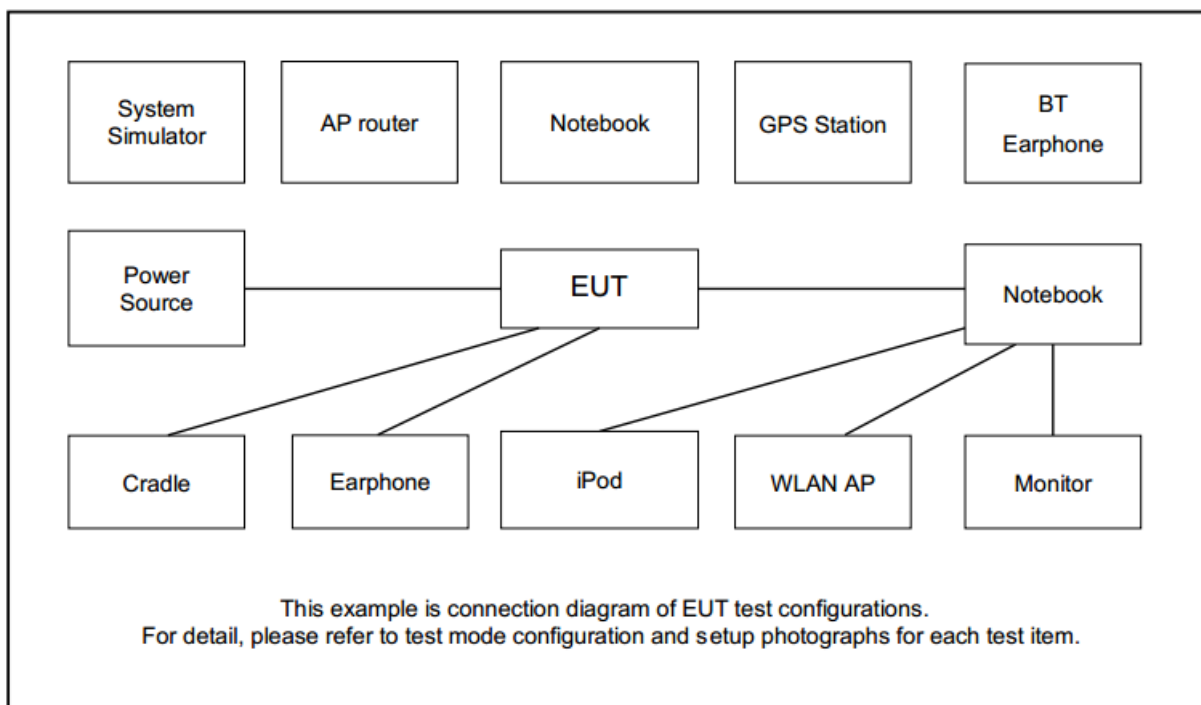 System
Simulator
AP router
Notebook
GPS Station
BT
Earphone
Power
Source
EUT
Notebook
Cradle
Earphone
iPod
WLAN AP
Monitor
This example is connection diagram of EUT test configurations.
For detail, please refer to test mode configuration and setup photographs for each test item.